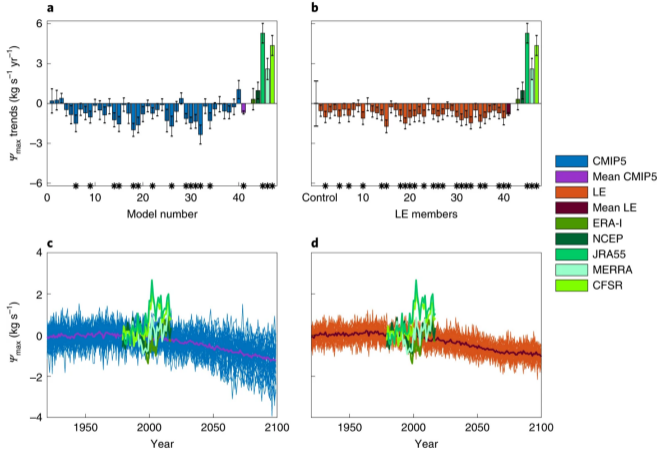 a
b
Ψmax trends (kg s⁻¹ yr⁻¹)
6
3
0
−3
−6
0
10
20
30
40
Model number
Control
10
20
30
40
LE members
CMIP5
Mean CMIP5
LE
Mean LE
ERA-I
NCEP
JRA55
MERRA
CFSR
c
d
Ψmax (kg s⁻¹)
4
2
0
−2
−4
1950
2000
2050
2100
Year
1950
2000
2050
2100
Year